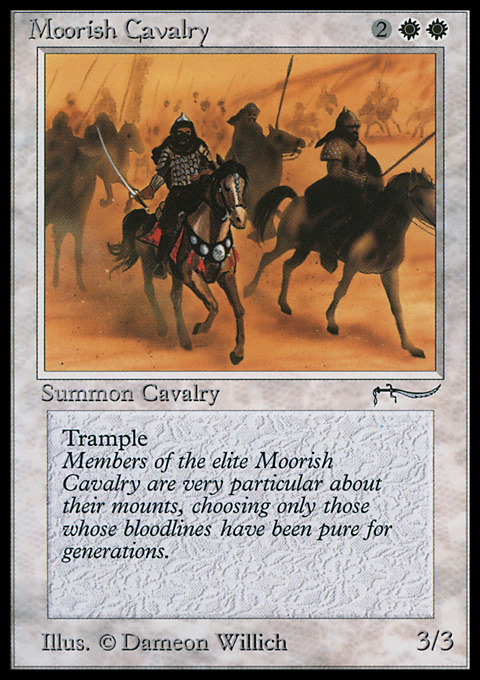 Moorish Cavalry 2
Summon Cavalry
Trample
Members of the elite Moorish
Cavalry are very particular about
their mounts, choosing only those
whose bloodlines have been pure for
generations.
Illus. © Dameon Willich 3/3